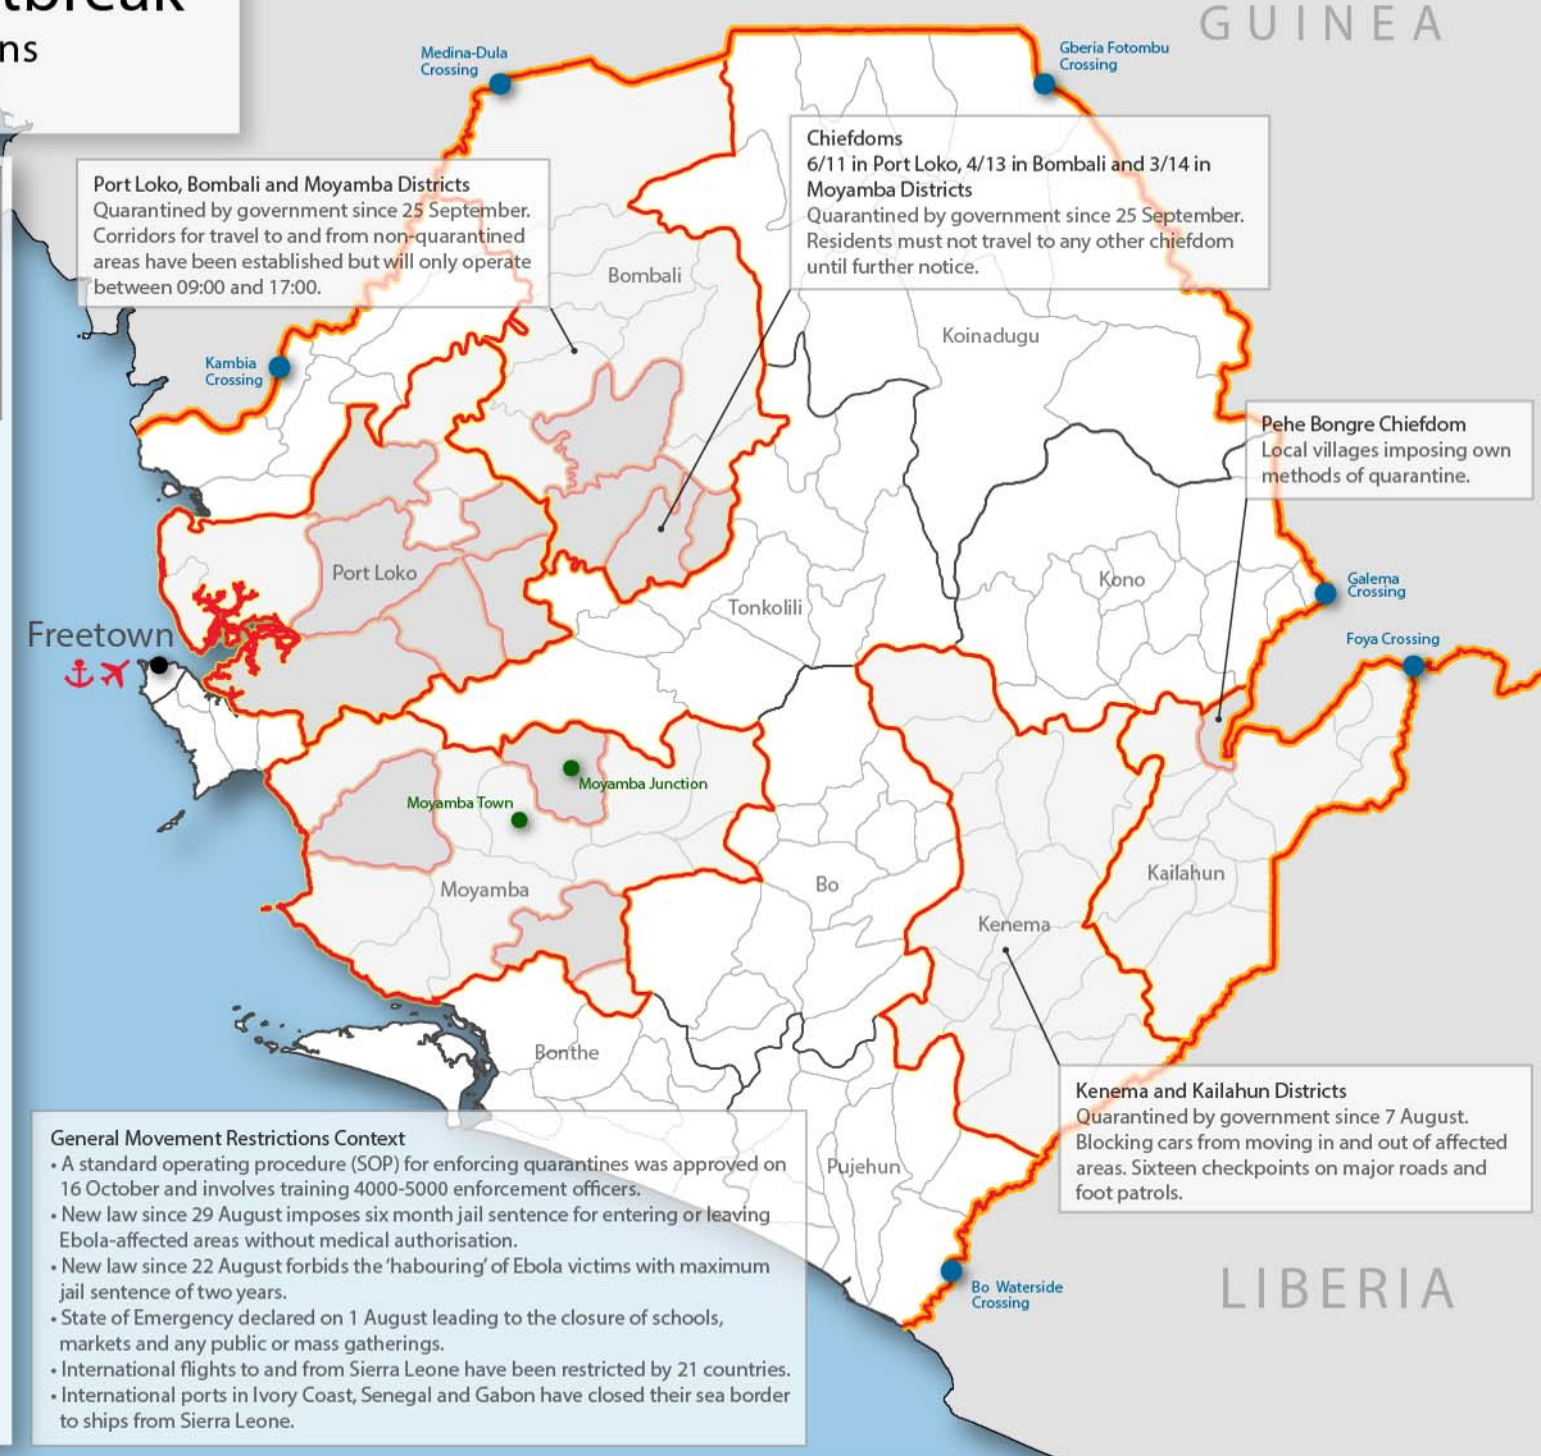 tbreak
ns
GUINEA
Medina-Dula
Crossing
Gberia Fotombu
Crossing
Port Loko, Bombali and Moyamba Districts
Quarantined by government since 25 September.
Corridors for travel to and from non-quarantined
areas have been established but will only operate
between 09:00 and 17:00.
Chiefdoms
6/11 in Port Loko, 4/13 in Bombali and 3/14 in
Moyamba Districts
Quarantined by government since 25 September.
Residents must not travel to any other chiefdom
until further notice.
Bombali
Koinadugu
Kambia
Crossing
Pehe Bongre Chiefdom
Local villages imposing own
methods of quarantine.
Port Loko
Kono
Galema
Crossing
Tonkolili
Freetown
Foya Crossing
Moyamba Junction
Moyamba Town
Moyamba
Bo
Kailahun
Kenema
Bonthe
Kenema and Kailahun Districts
Quarantined by government since 7 August.
Blocking cars from moving in and out of affected
areas. Sixteen checkpoints on major roads and
foot patrols.
Pujehun
General Movement Restrictions Context
• A standard operating procedure (SOP) for enforcing quarantines was approved on
16 October and involves training 4000-5000 enforcement officers.
• New law since 29 August imposes six month jail sentence for entering or leaving
Ebola-affected areas without medical authorisation.
• New law since 22 August forbids the 'habouring' of Ebola victims with maximum
jail sentence of two years.
• State of Emergency declared on 1 August leading to the closure of schools,
markets and any public or mass gatherings.
• International flights to and from Sierra Leone have been restricted by 21 countries.
• International ports in Ivory Coast, Senegal and Gabon have closed their sea border
to ships from Sierra Leone.
Bo Waterside
Crossing
LIBERIA